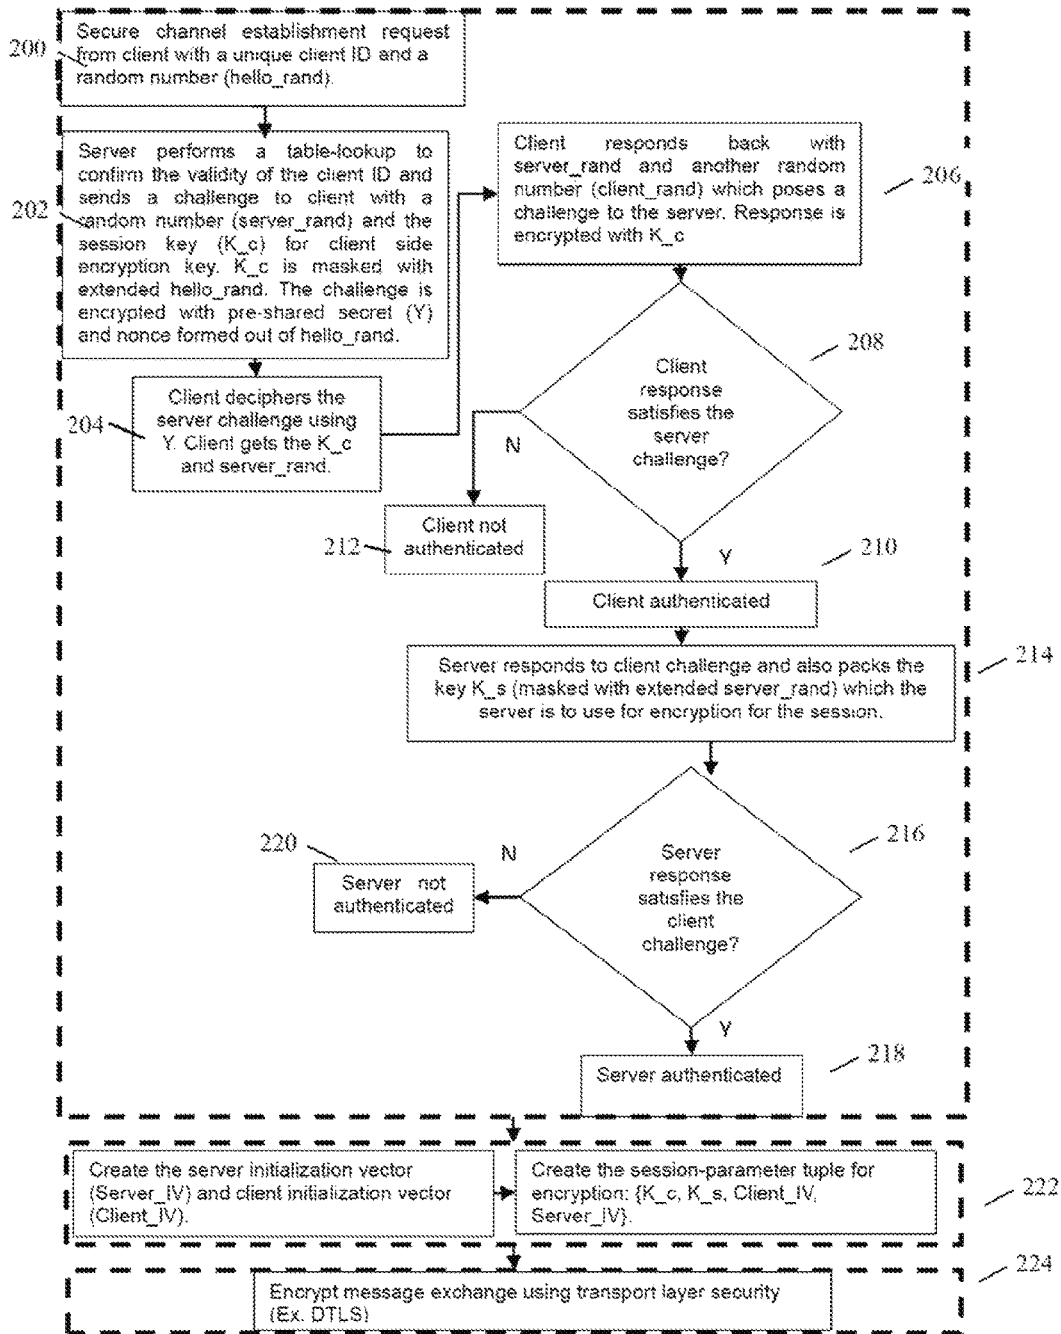 200
Secure channel establishment request
from client with a unique client ID and a
random number (hello_rand).
202
Server performs a table-lookup to
confirm the validity of the client ID and
sends a challenge to client with a
random number (server_rand) and the
session key (K_c) for client side
encryption key. K_c is masked with
extended hello_rand. The challenge is
encrypted with pre-shared secret (Y)
and nonce formed out of hello_rand.
204
Client deciphers the
server challenge using
Y. Client gets the K_c
and server_rand.
Client responds back with
server_rand and another random
number (client_rand) which poses a
challenge to the server. Response is
encrypted with K_c
206
Client
response
satisfies the
server
challenge?
208
N
212
Client not
authenticated
Y
210
Client authenticated
Server responds to client challenge and also packs the
key K_s (masked with extended server_rand) which the
server is to use for encryption for the session.
214
Server
response
satisfies the
client
challenge?
216
N
220
Server not
authenticated
Y
218
Server authenticated
Create the server initialization vector
(Server_IV) and client initialization vector
(Client_IV).
Create the session-parameter tuple for
encryption: {K_c, K_s, Client_IV,
Server_IV}.
222
Encrypt message exchange using transport layer security
(Ex. DTLS)
224